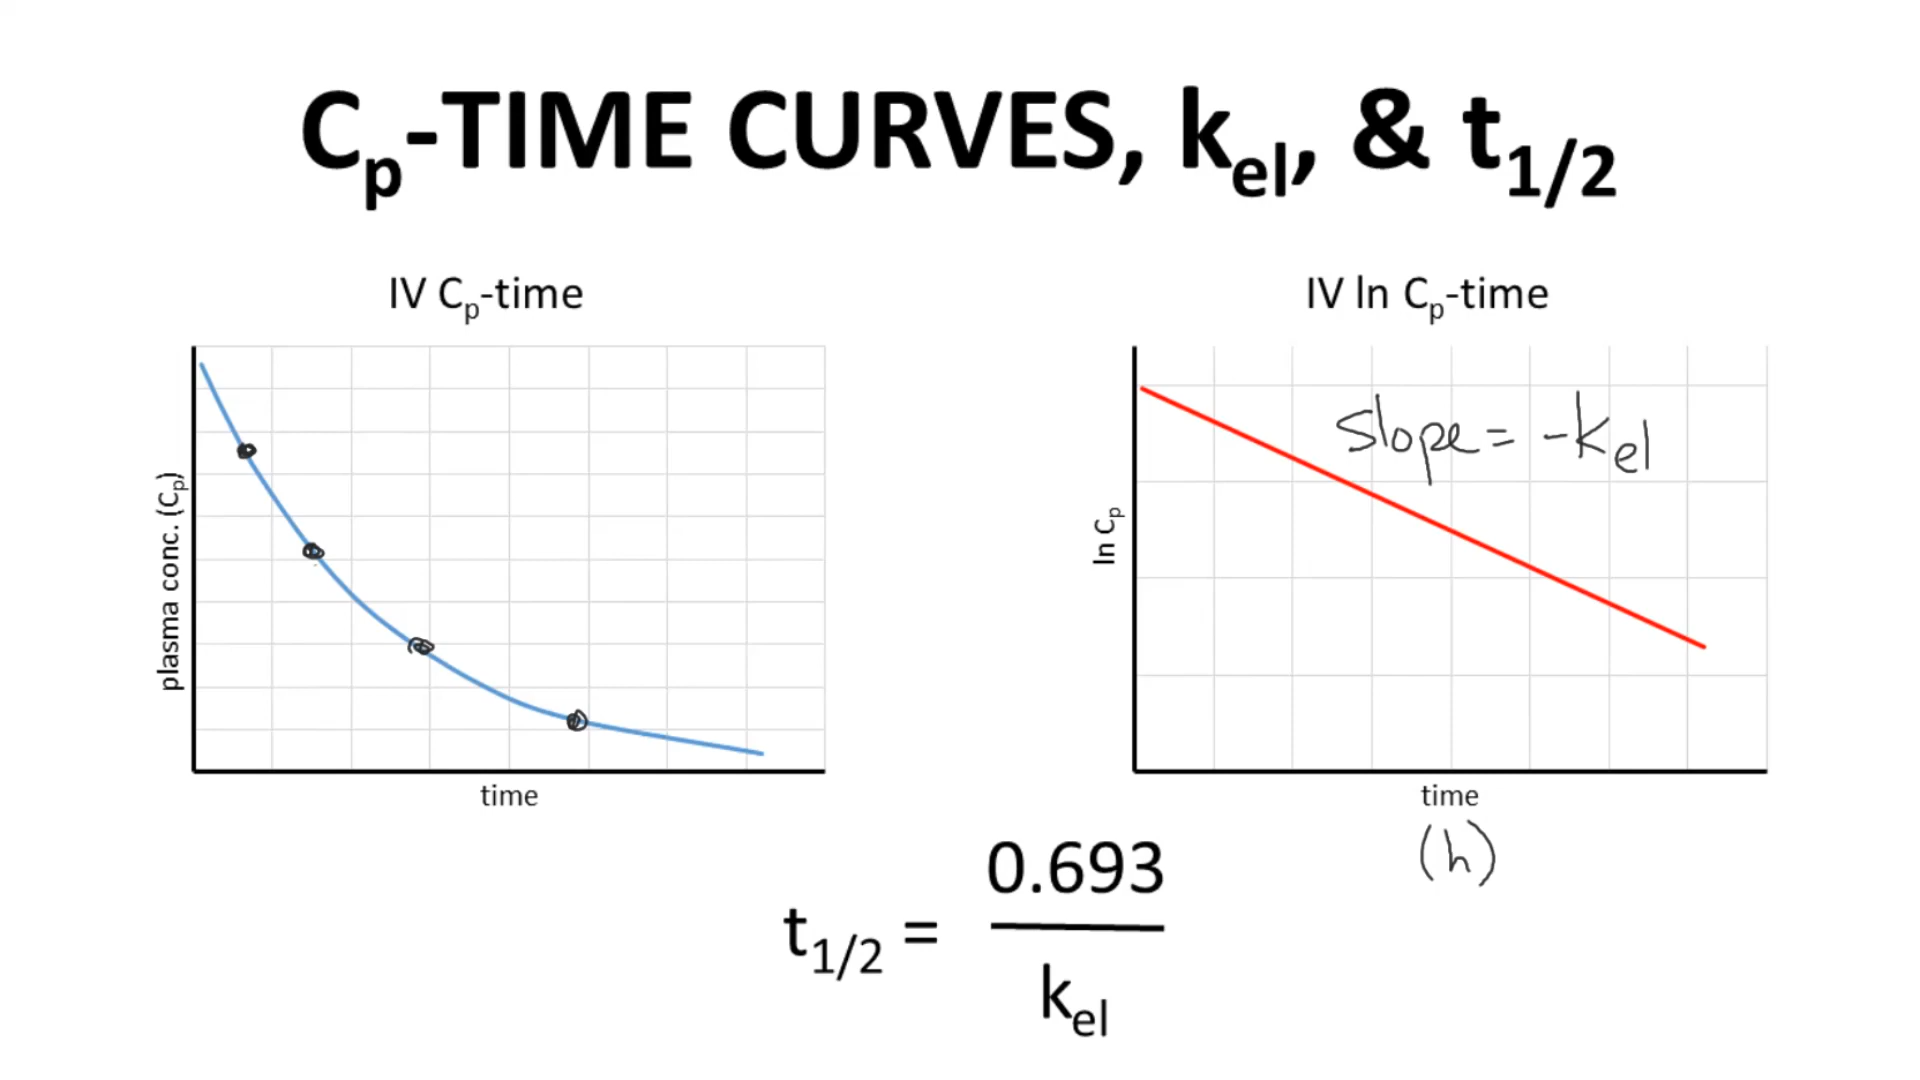 Cp-TIME CURVES, kel, & t1/2
IV Cp-time
plasma conc. (Cp)
time
IV ln Cp-time
slope = -kel
ln Cp
time
(h)
t1/2 = 0.693
kel